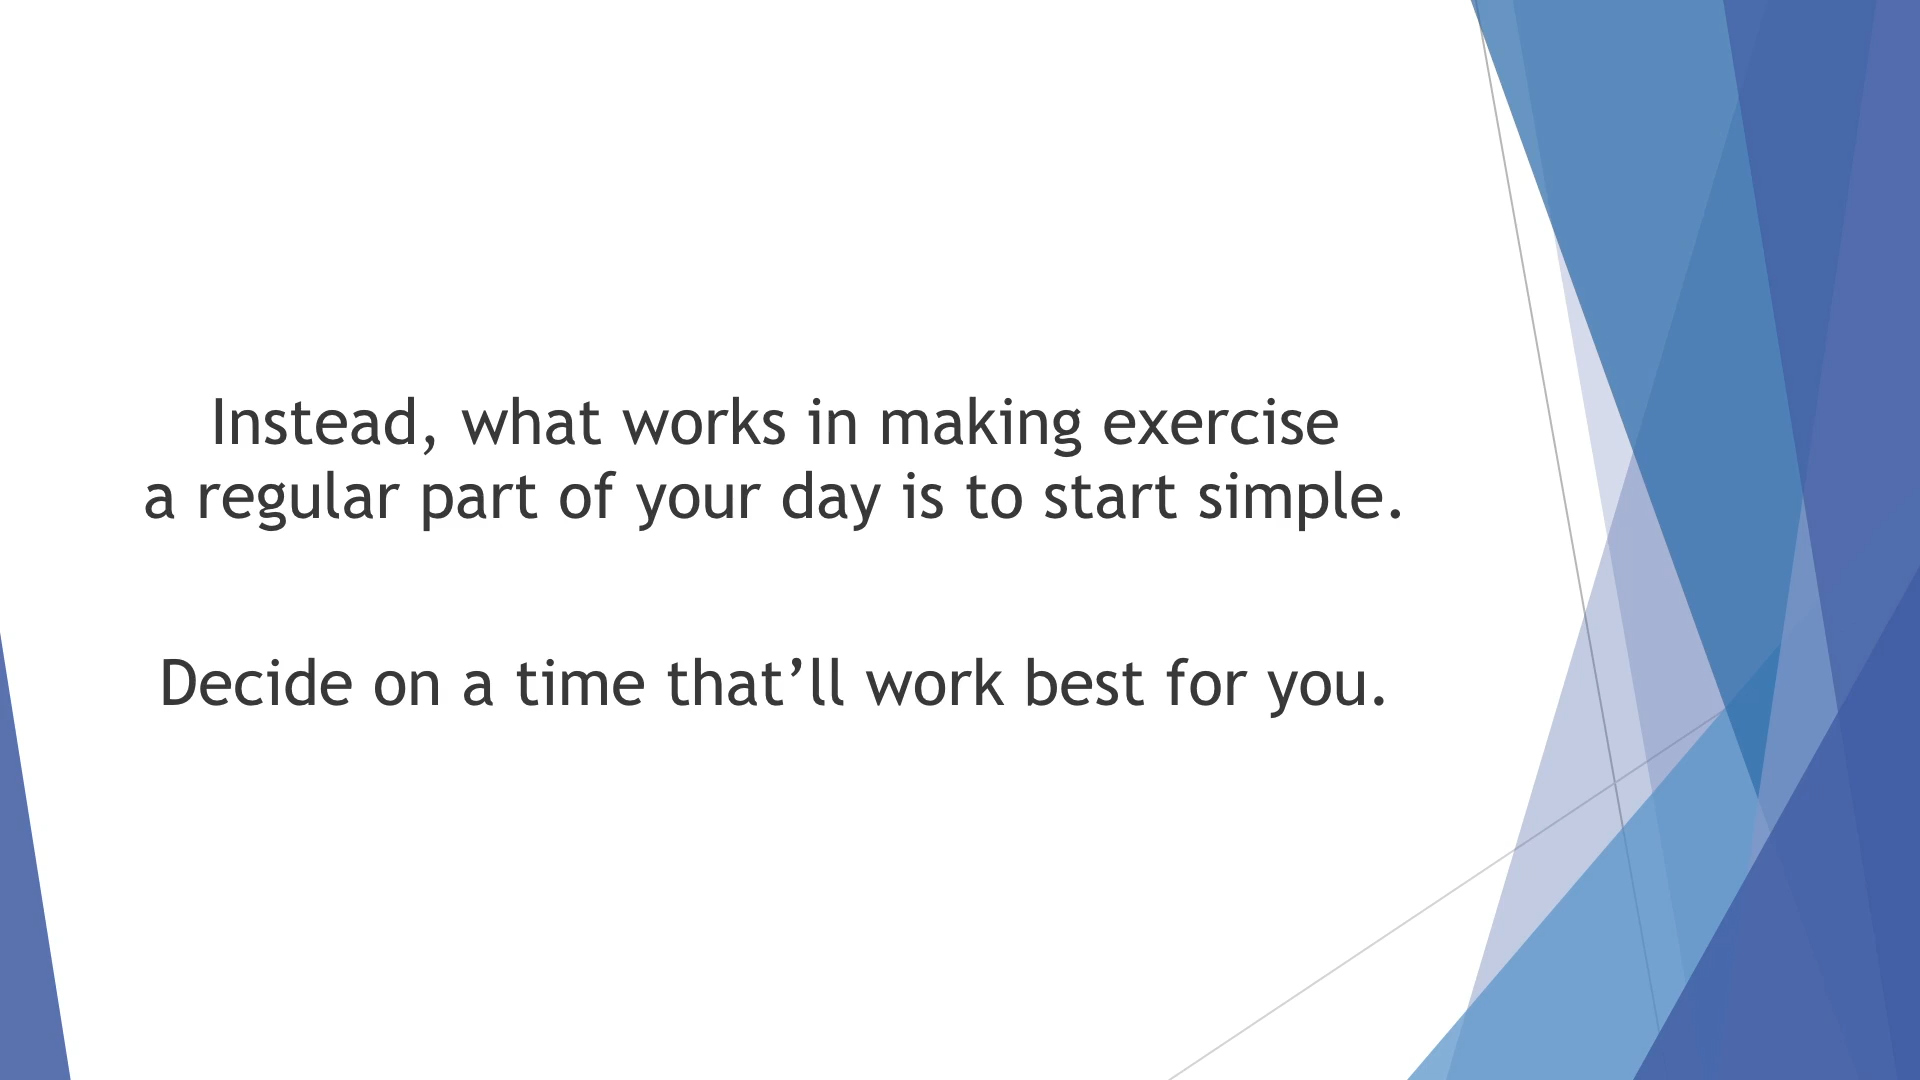 Instead, what works in making exercise
a regular part of your day is to start simple.
Decide on a time that’ll work best for you.